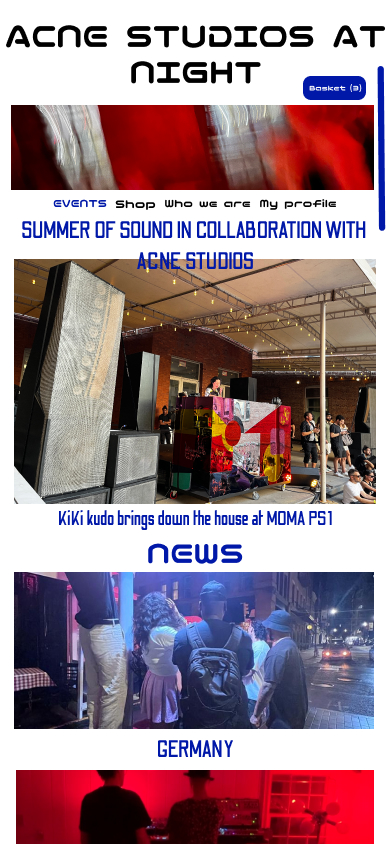 ACNE STUDIOS AT
NIGHT
Basket (3)
EVENTS Shop Who we are My profile
SUMMER OF SOUND IN COLLABORATION WITH
ACNE STUDIOS
KiKi kudo brings down the house at MOMA PS1
NEWS
GERMANY